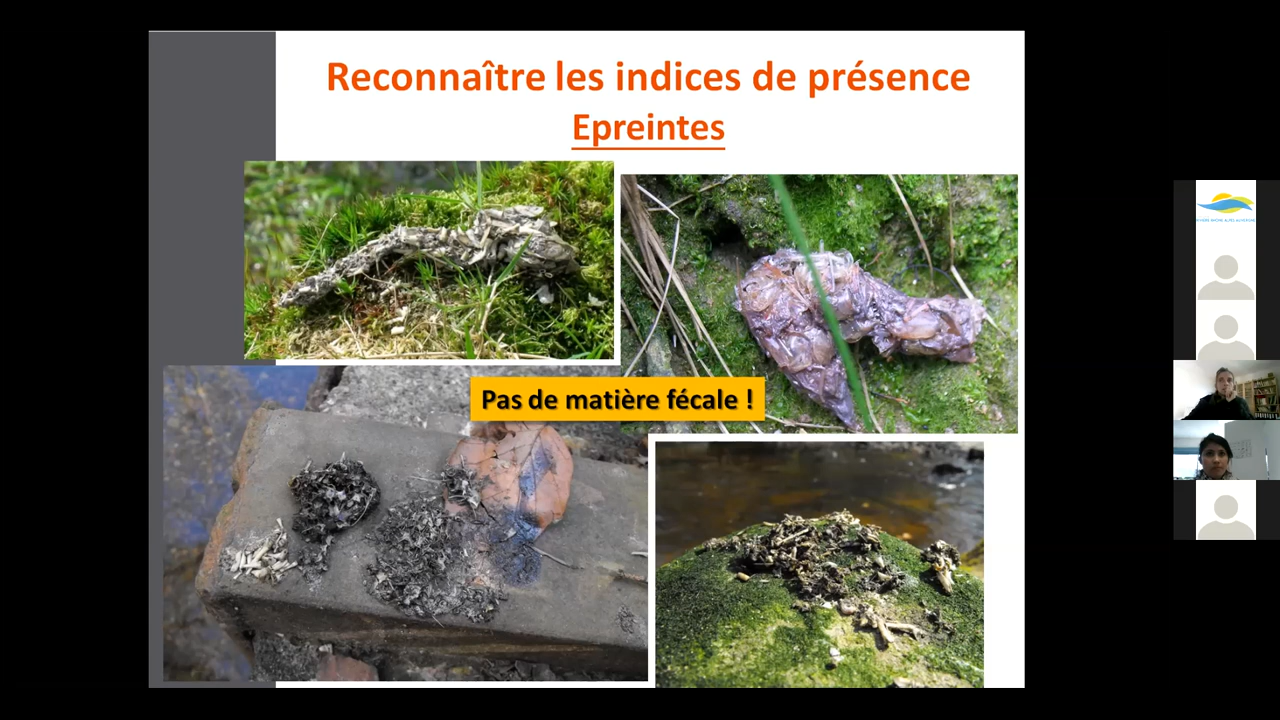 Reconnaître les indices de présence
Epreintes
Pas de matière fécale !